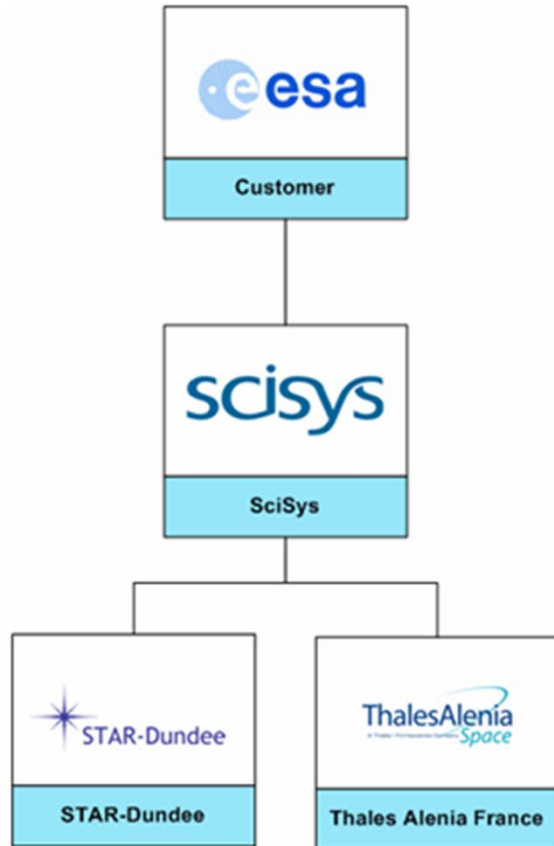 esa
Customer
scisys
SciSys
STAR-Dundee
STAR-Dundee
ThalesAlenia
Space
Thales Alenia France